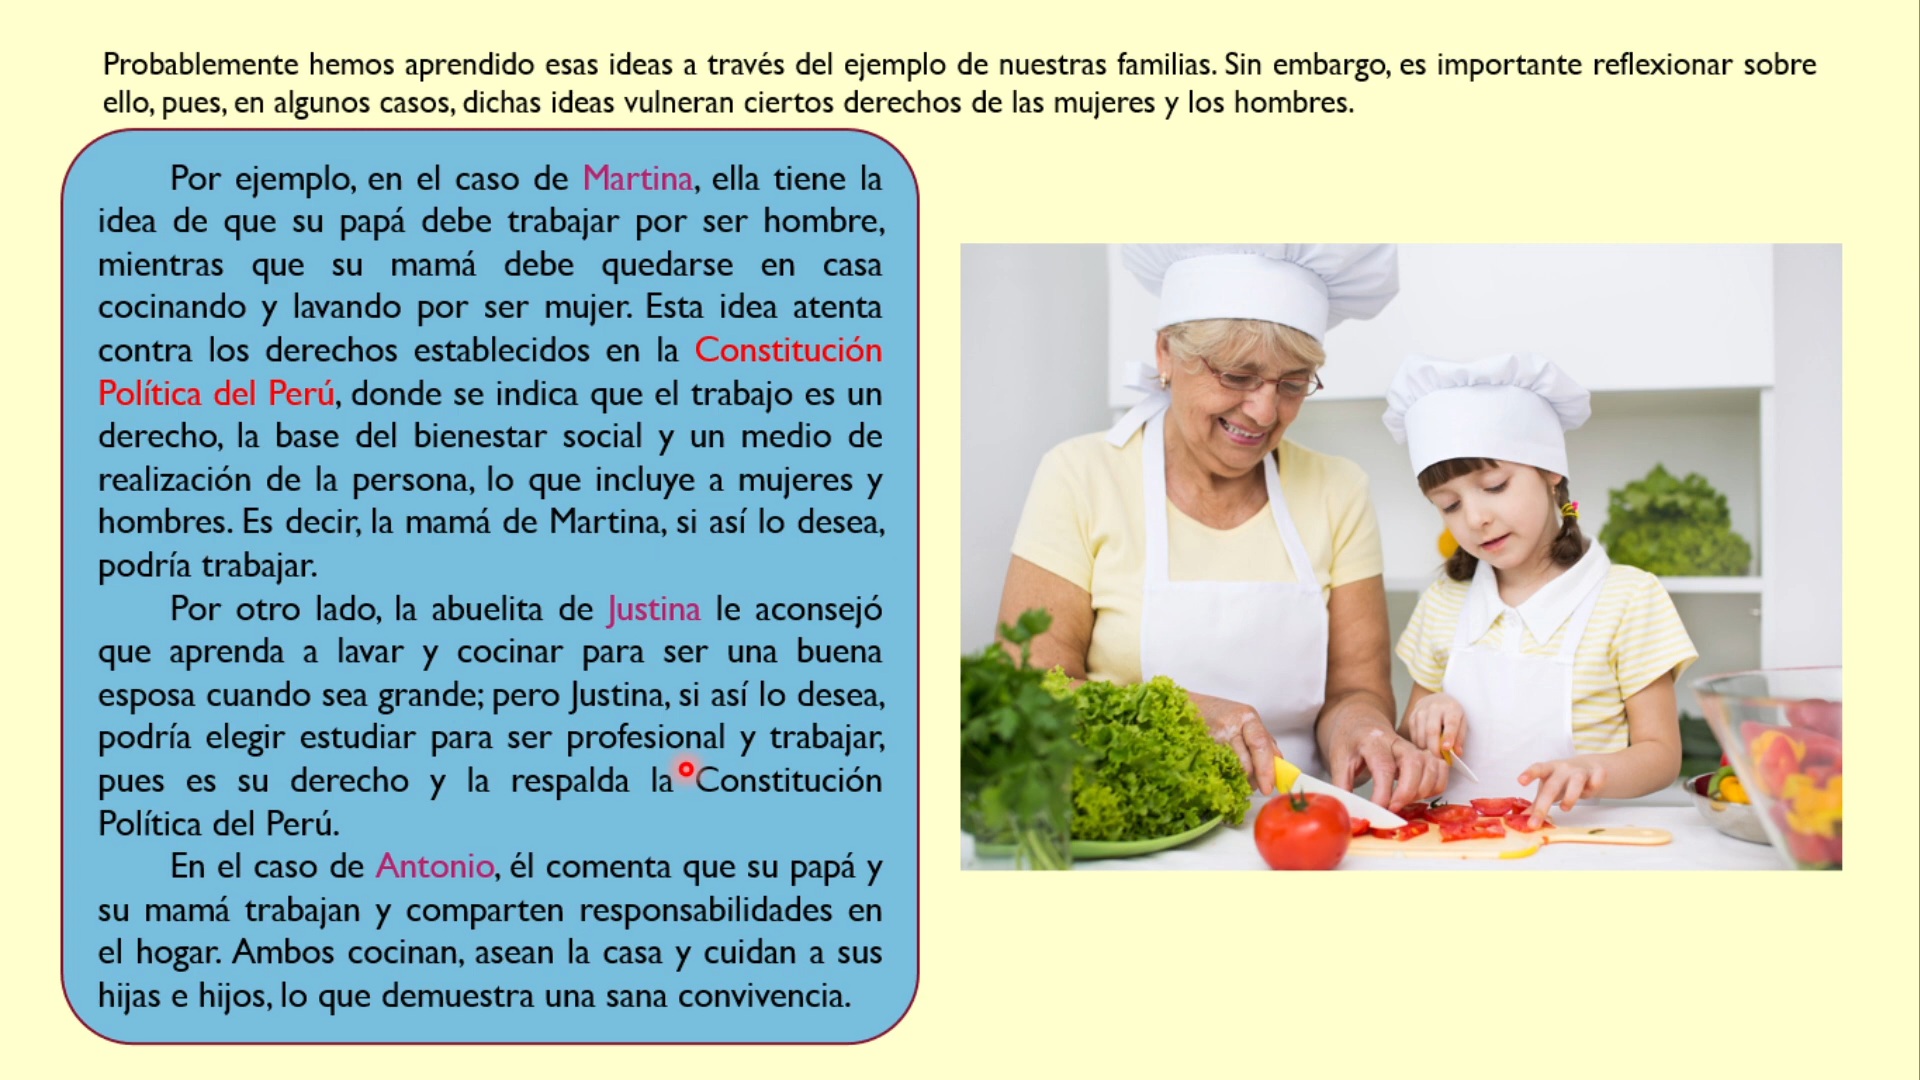 Probablemente hemos aprendido esas ideas a través del ejemplo de nuestras familias. Sin embargo, es importante reflexionar sobre
ello, pues, en algunos casos, dichas ideas vulneran ciertos derechos de las mujeres y los hombres.
Por ejemplo, en el caso de Martina, ella tiene la
idea de que su papá debe trabajar por ser hombre,
mientras que su mamá debe quedarse en casa
cocinando y lavando por ser mujer. Esta idea atenta
contra los derechos establecidos en la Constitución
Política del Perú, donde se indica que el trabajo es un
derecho, la base del bienestar social y un medio de
realización de la persona, lo que incluye a mujeres y
hombres. Es decir, la mamá de Martina, si así lo desea,
podría trabajar.
Por otro lado, la abuelita de Justina le aconsejó
que aprenda a lavar y cocinar para ser una buena
esposa cuando sea grande; pero Justina, si así lo desea,
podría elegir estudiar para ser profesional y trabajar,
pues es su derecho y la respalda la Constitución
Política del Perú.
En el caso de Antonio, él comenta que su papá y
su mamá trabajan y comparten responsabilidades en
el hogar. Ambos cocinan, asean la casa y cuidan a sus
hijas e hijos, lo que demuestra una sana convivencia.